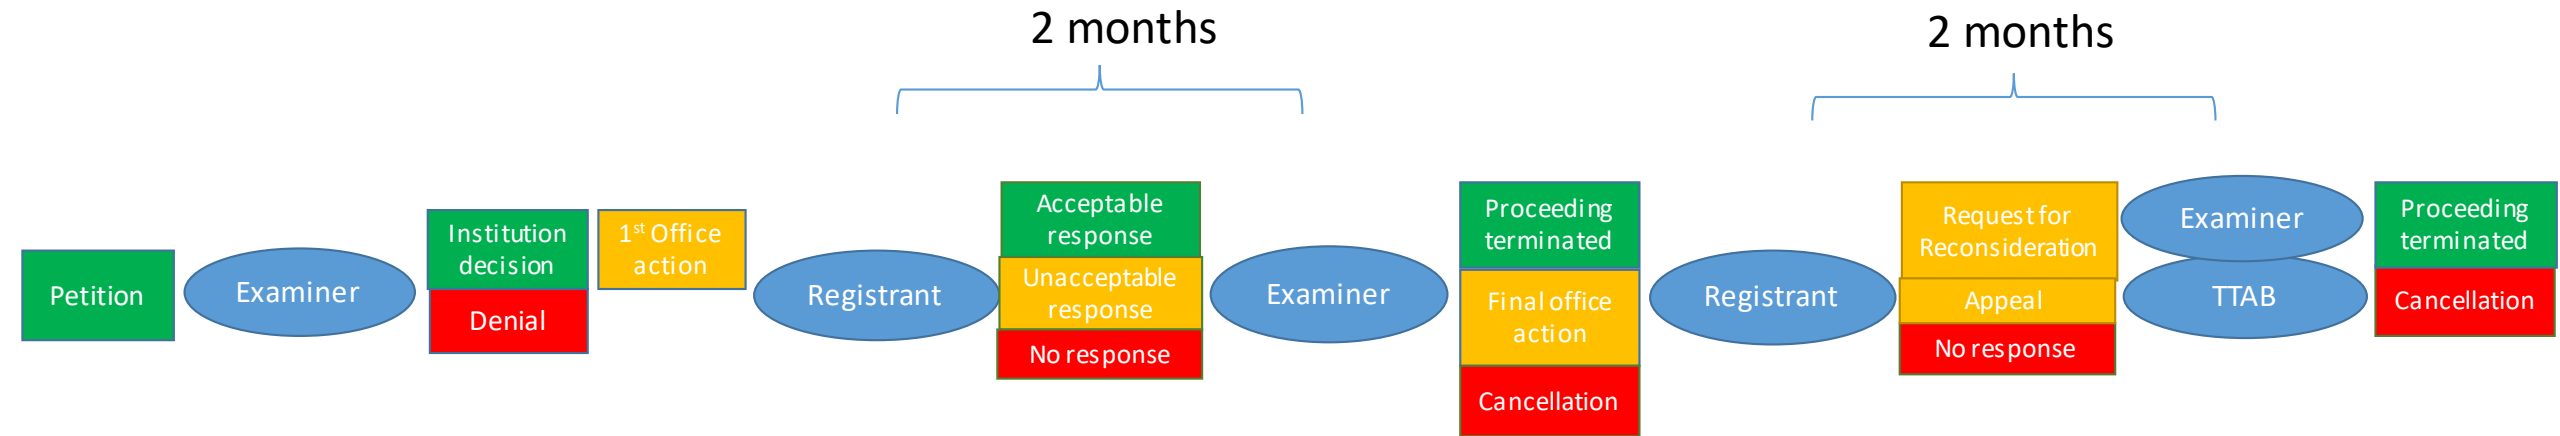 2 months
2 months
Petition
Examiner
Institution
decision
Denial
1st Office
action
Registrant
Acceptable
response
Unacceptable
response
No response
Examiner
Proceeding
terminated
Final office
action
Cancellation
Registrant
Request for
Reconsideration
Appeal
No response
Examiner
TTAB
Proceeding
terminated
Cancellation